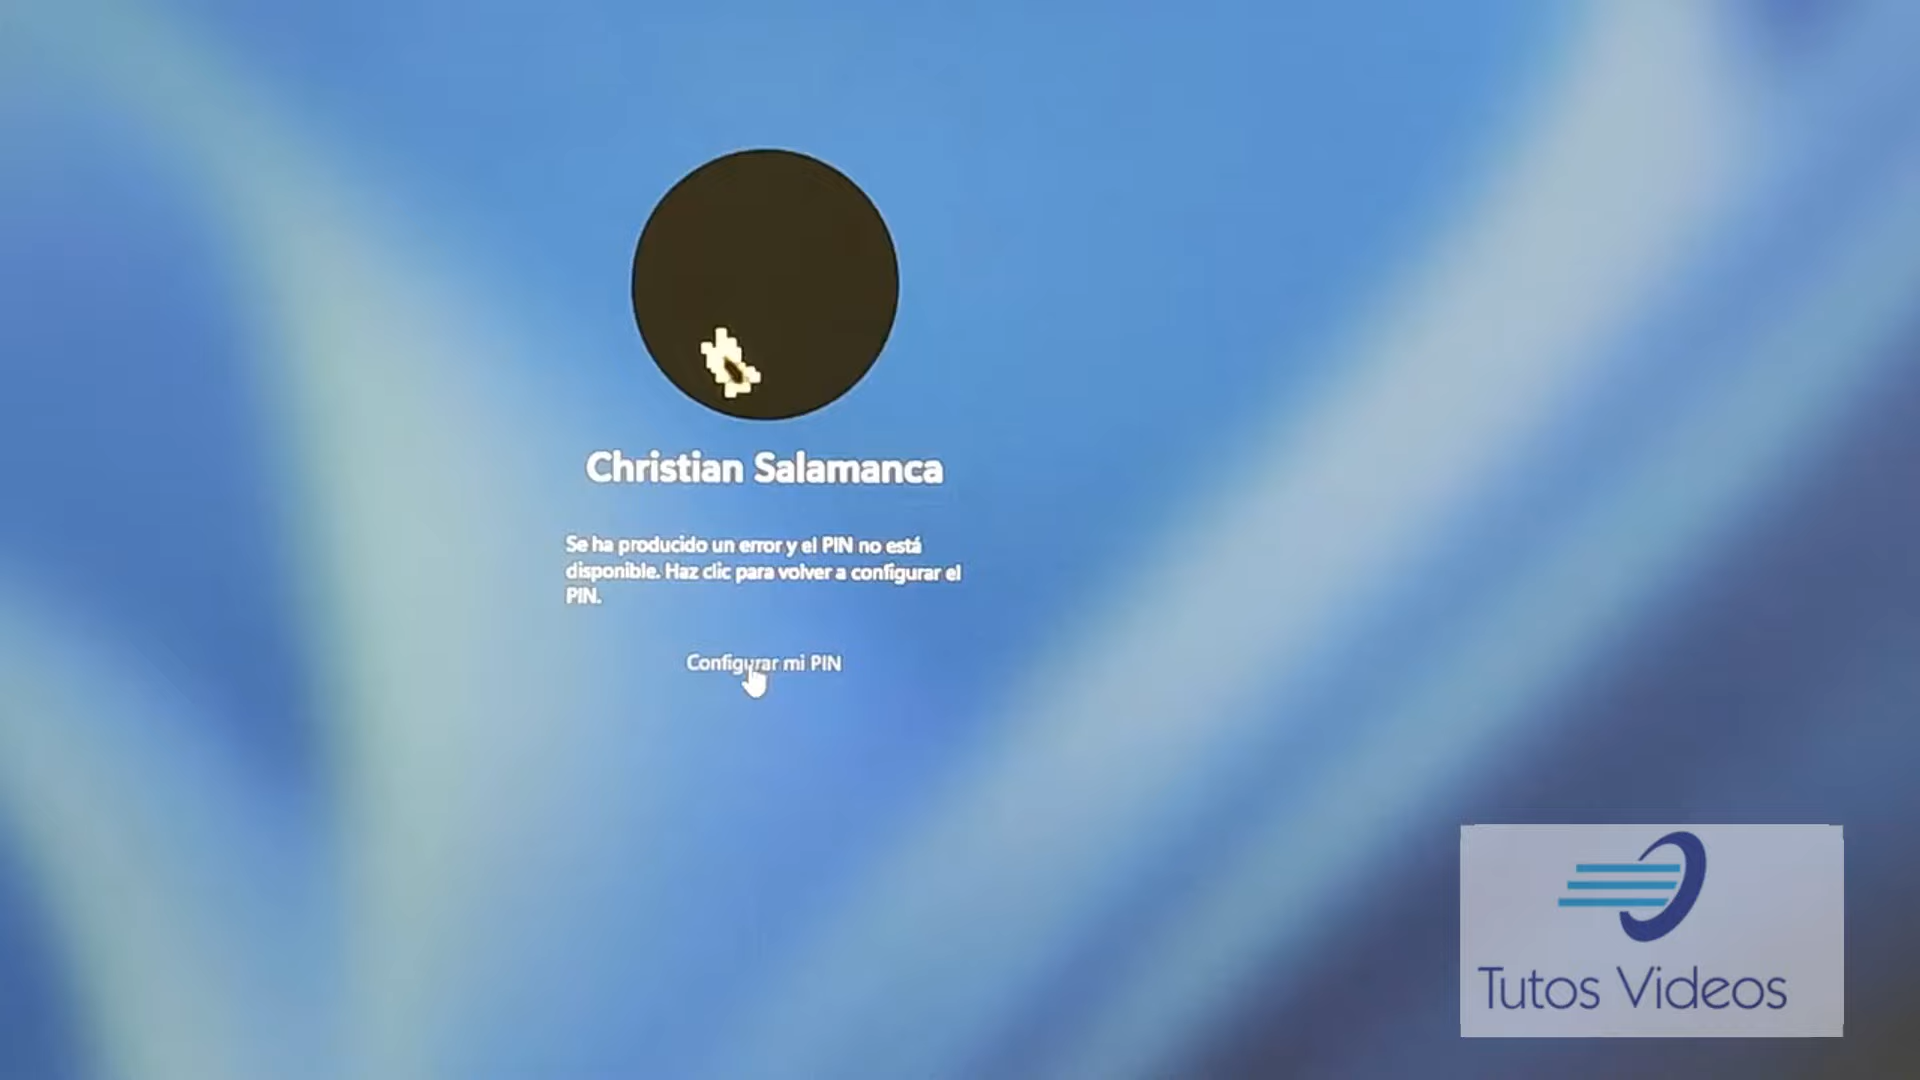 Christian Salamanca
Se ha producido un error y el PIN no está
disponible. Haz clic para volver a configurar el
PIN.
Configurar mi PIN
Tutos Videos